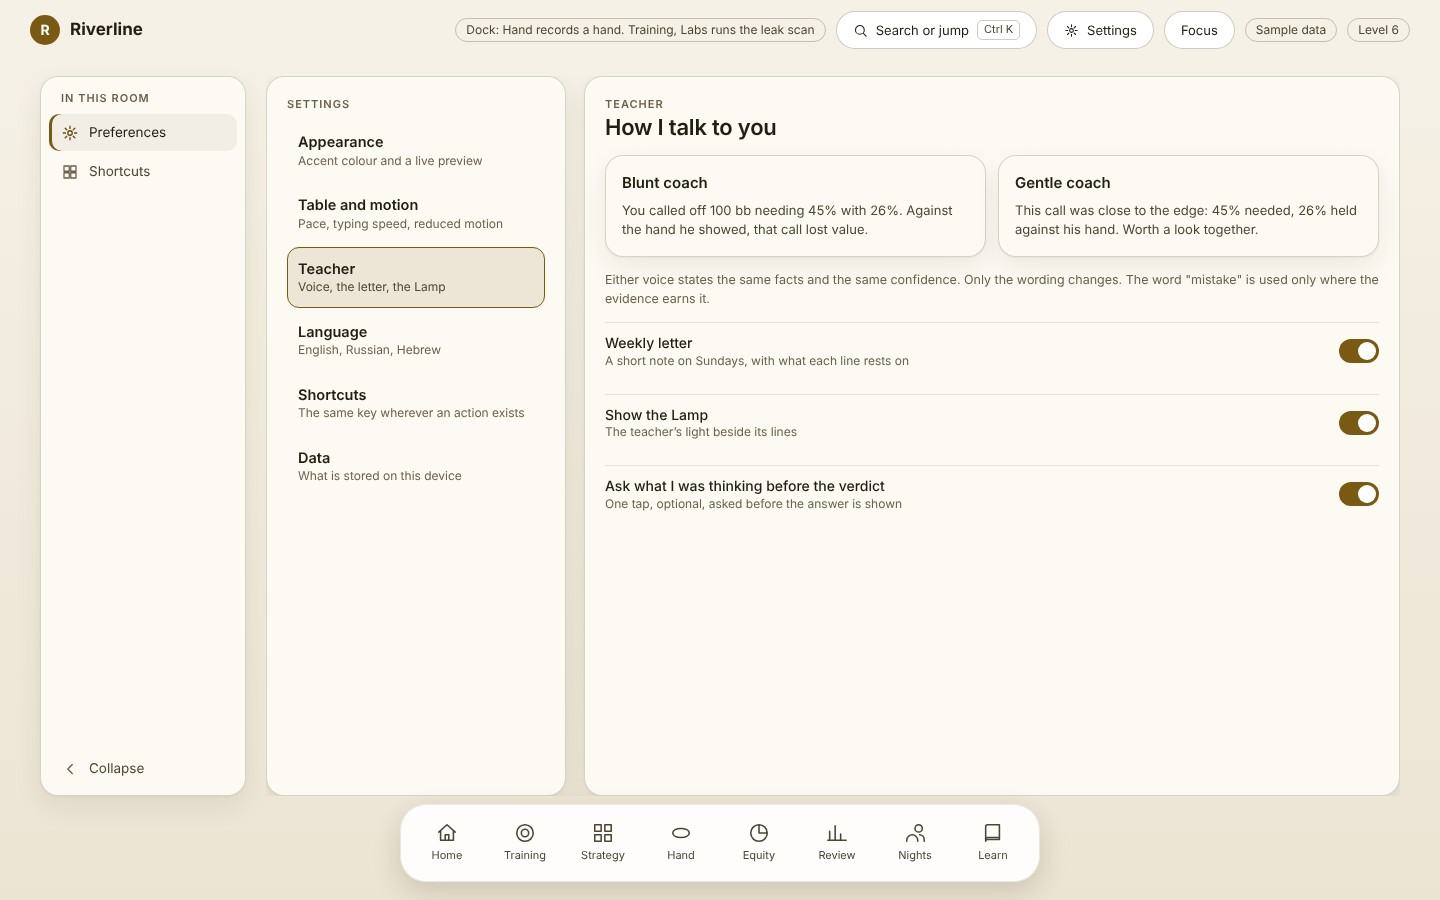 R Riverline
Dock: Hand records a hand. Training, Labs runs the leak scan
Search or jump Ctrl K
Settings
Focus
Sample data
Level 6
IN THIS ROOM
Preferences
Shortcuts
Collapse
SETTINGS
Appearance
Accent colour and a live preview
Table and motion
Pace, typing speed, reduced motion
Teacher
Voice, the letter, the Lamp
Language
English, Russian, Hebrew
Shortcuts
The same key wherever an action exists
Data
What is stored on this device
TEACHER
How I talk to you
Blunt coach
You called off 100 bb needing 45% with 26%. Against
the hand he showed, that call lost value.
Gentle coach
This call was close to the edge: 45% needed, 26% held
against his hand. Worth a look together.
Either voice states the same facts and the same confidence. Only the wording changes. The word "mistake" is used only where the
evidence earns it.
Weekly letter
A short note on Sundays, with what each line rests on
Show the Lamp
The teacher’s light beside its lines
Ask what I was thinking before the verdict
One tap, optional, asked before the answer is shown
Home
Training
Strategy
Hand
Equity
Review
Nights
Learn